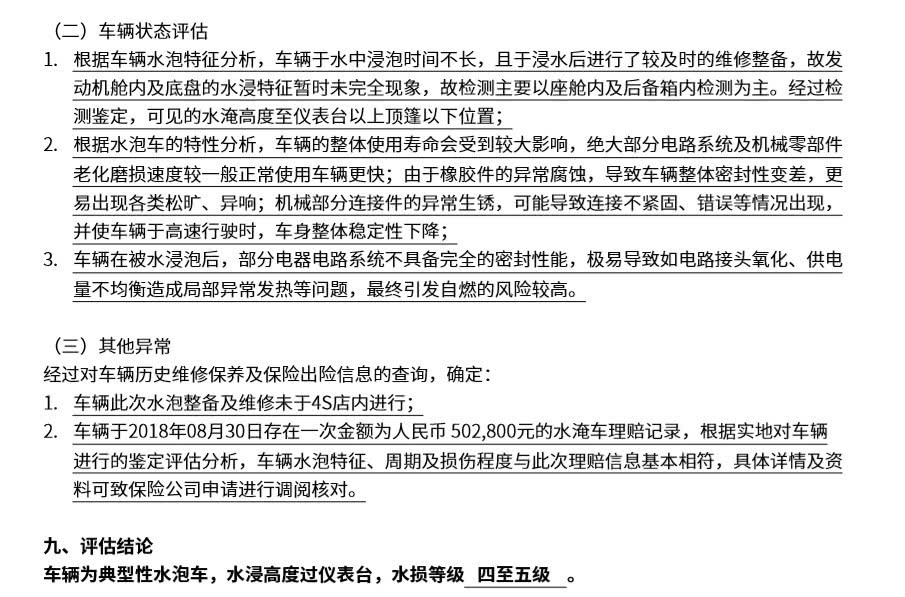 （二）车辆状态评估
1. 根据车辆水泡特征分析，车辆于水中浸泡时间不长，且于浸水后进行了较及时的维修整备，故发
动机舱内及底盘的水浸特征暂时未完全现象，故检测主要以座舱内及后备箱内检测为主。经过检
测鉴定，可见的水淹高度至仪表台以上顶篷以下位置；
2. 根据水泡车的特性分析，车辆的整体使用寿命会受到较大影响，绝大部分电路系统及机械零部件
老化磨损速度较一般正常使用车辆更快；由于橡胶件的异常腐蚀，导致车辆整体密封性变差，更
易出现各类松旷、异响；机械部分连接件的异常生锈，可能导致连接不紧固、错误等情况出现，
并使车辆于高速行驶时，车身整体稳定性下降；
3. 车辆在被水浸泡后，部分电器电路系统不具备完全的密封性能，极易导致如电路接头氧化、供电
量不均衡造成局部异常发热等问题，最终引发自燃的风险较高。
（三）其他异常
经过对车辆历史维修保养及保险出险信息的查询，确定：
1. 车辆此次水泡整备及维修未于4S店内进行；
2. 车辆于2018年08月30日存在一次金额为人民币 502,800元的水淹车理赔记录，根据实地对车辆
进行的鉴定评估分析，车辆水泡特征、周期及损伤程度与此次理赔信息基本相符，具体详情及资
料可致保险公司申请进行调阅核对。
九、评估结论
车辆为典型性水泡车，水浸高度过仪表台，水损等级 四至五级 。